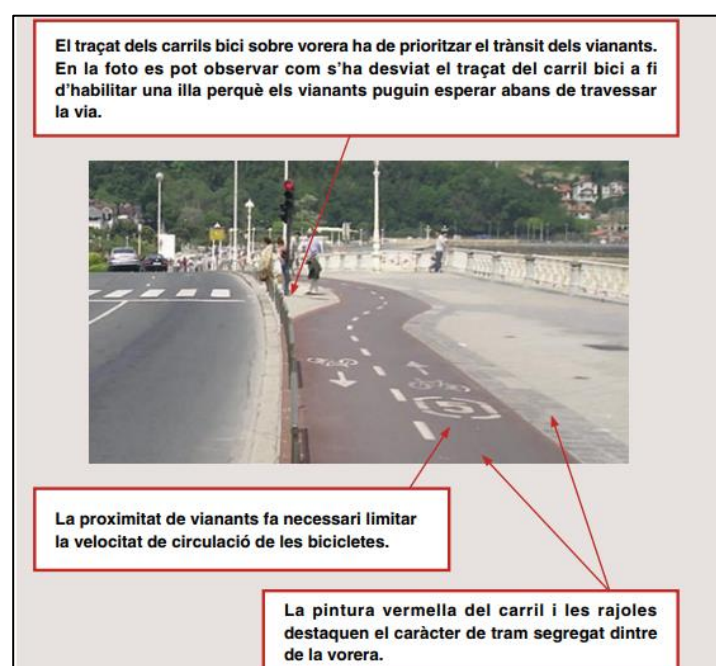 El traçat dels carrils bici sobre vorera ha de prioritzar el trànsit dels vianants.
En la foto es pot observar com s’ha desviat el traçat del carril bici a fi
d’habilitar una illa perquè els vianants puguin esperar abans de travessar
la via.
5
La proximitat de vianants fa necessari limitar
la velocitat de circulació de les bicicletes.
La pintura vermella del carril i les rajoles
destaquen el caràcter de tram segregat dintre
de la vorera.